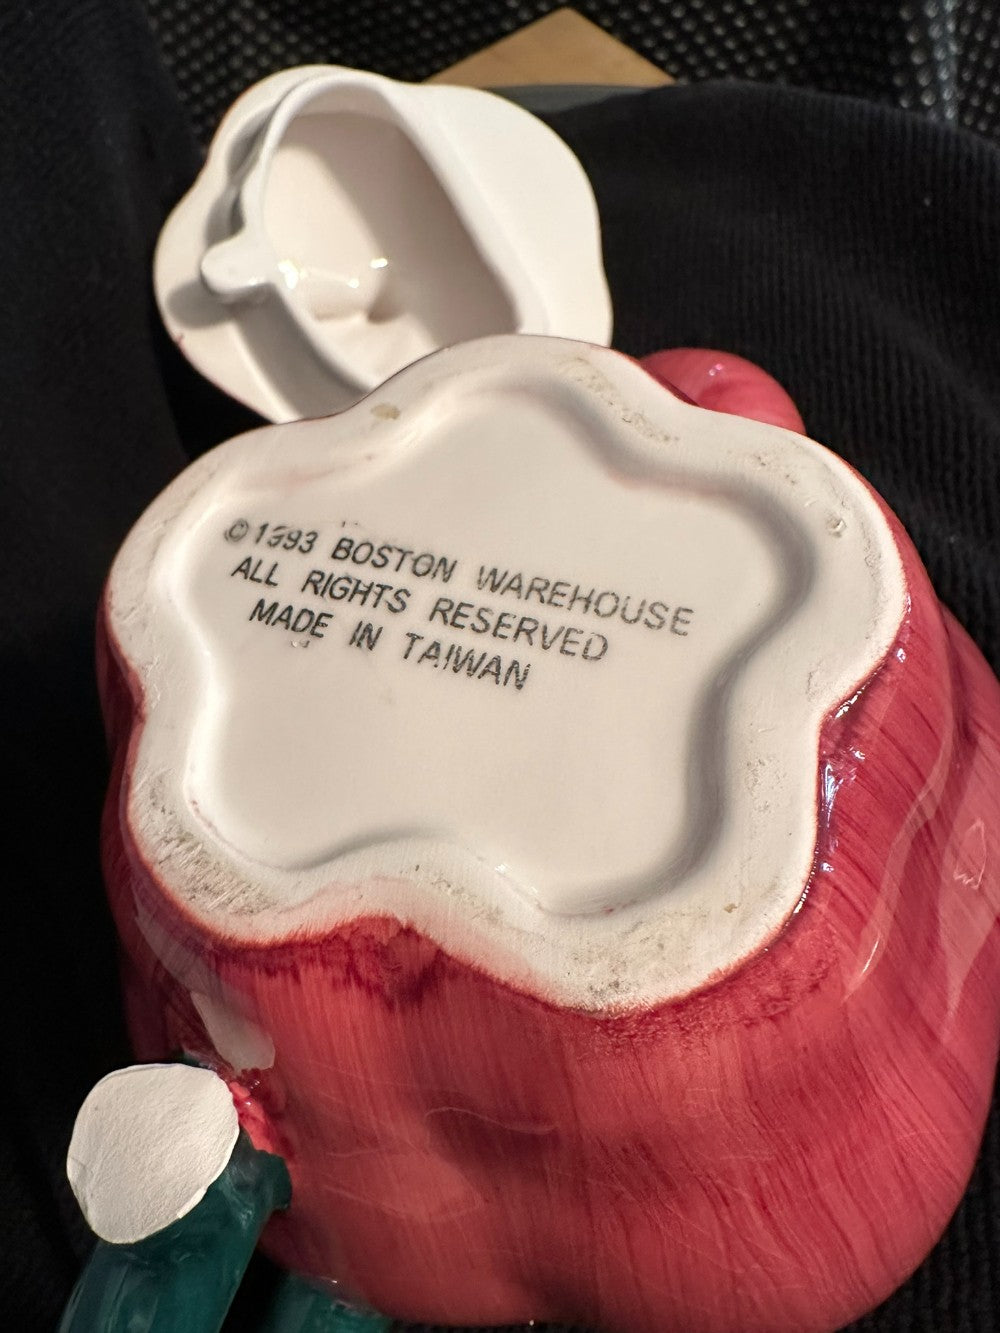 ©1993 BOSTON WAREHOUSE
ALL RIGHTS RESERVED
MADE IN TAIWAN